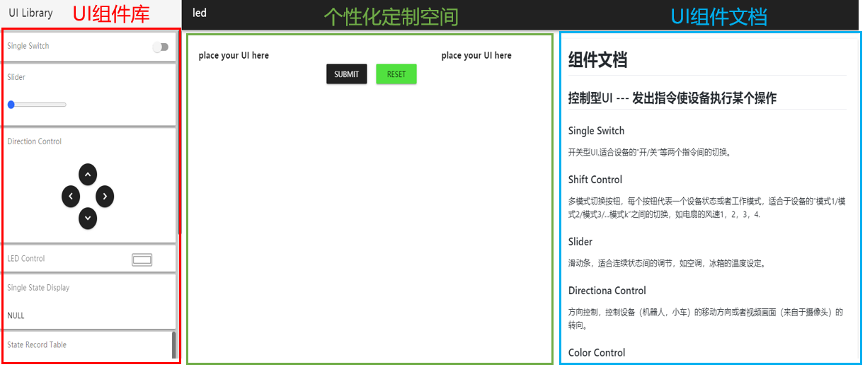 UI Library
UI组件库
led
个性化定制空间
UI组件文档
Single Switch
Slider
Direction Control
LED Control
Single State Display
NULL
State Record Table
place your UI here
place your UI here
SUBMIT
RESET
组件文档
控制型UI --- 发出指令使设备执行某个操作
Single Switch
开关型UI,适合设备的"开/关"等两个指令间的切换。
Shift Control
多模式切换按钮，每个按钮代表一个设备状态或者工作模式，适合于设备的"模式1/模
式2/模式3/...模式k"之间的切换，如电扇的风速1，2，3，4.
Slider
滑动条，适合连续状态间的调节，如空调，冰箱的温度设定。
Directiona Control
方向控制，控制设备（机器人，小车）的移动方向或者视频画面（来自于摄像头）的
转向。
Color Control